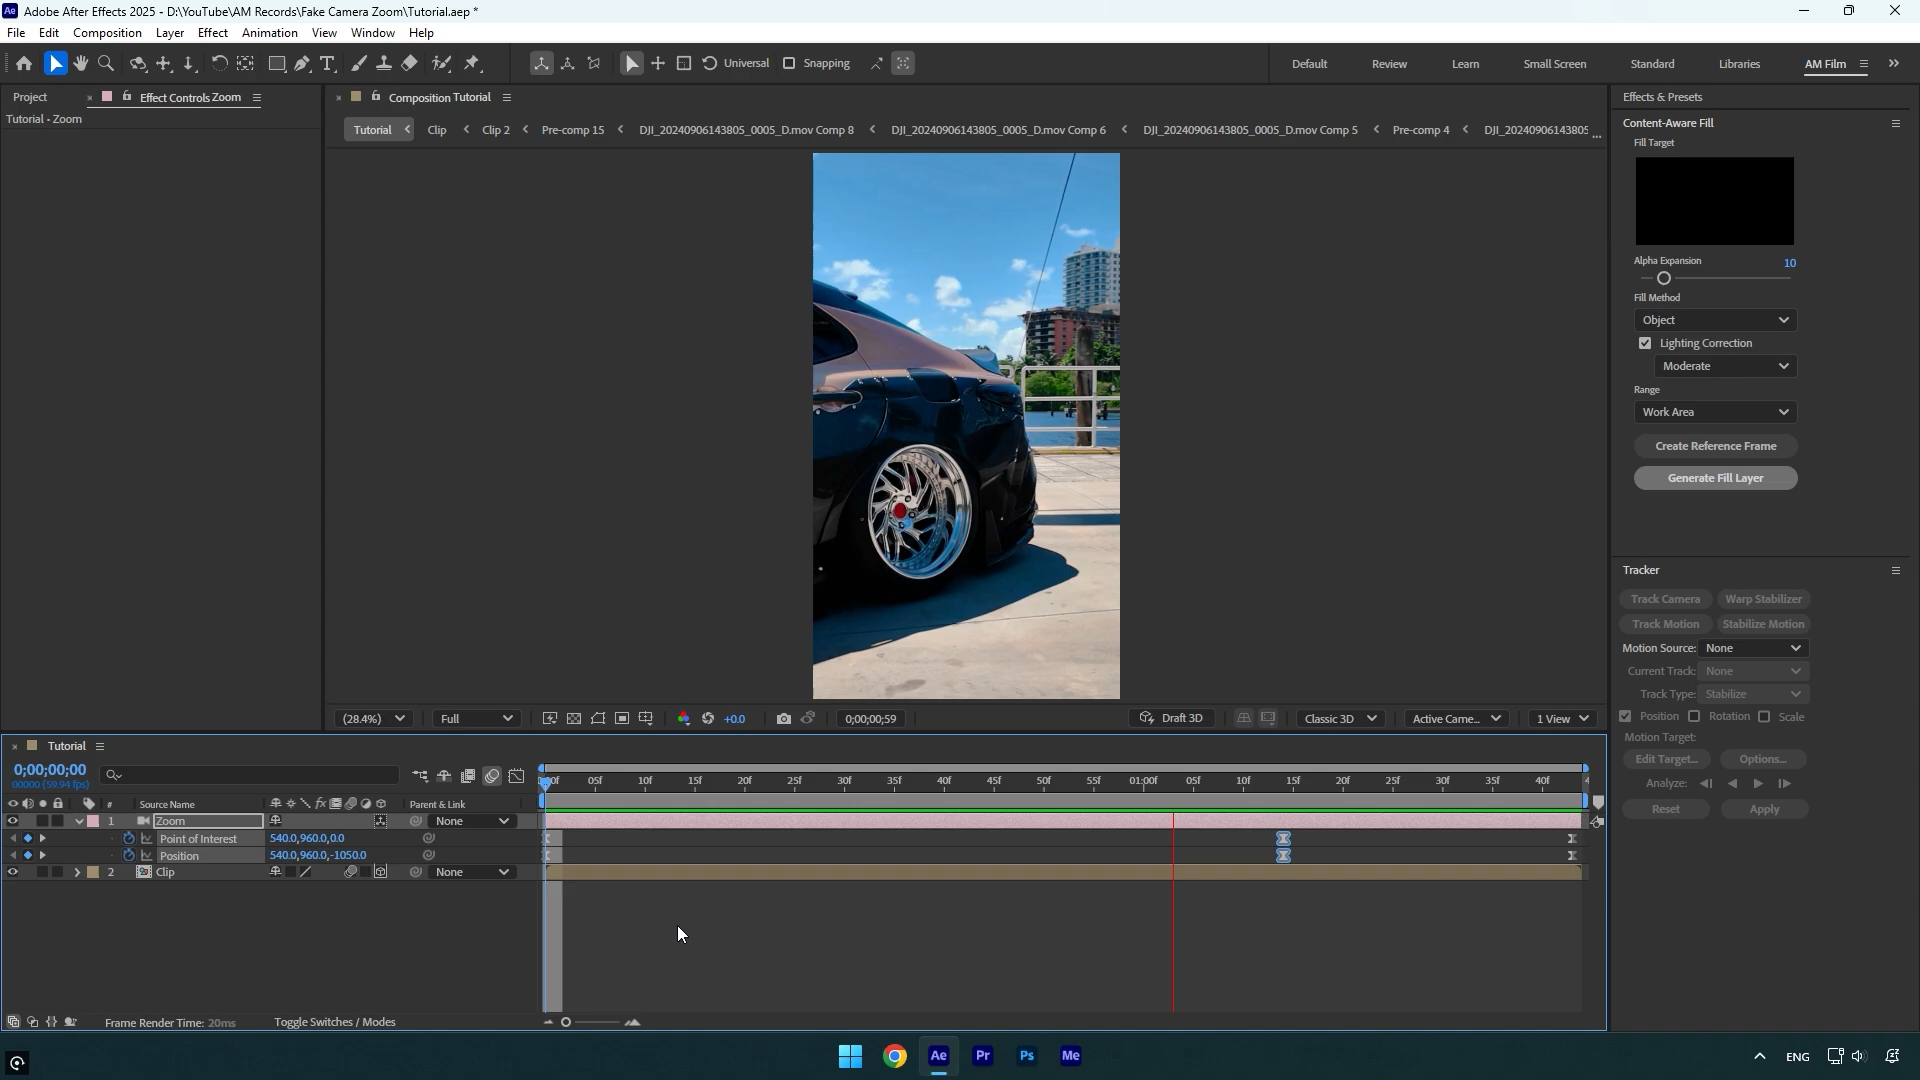 Ae Adobe After Effects 2025 - D:\YouTube\AM Records\Fake Camera Zoom\Tutorial.aep *
File Edit Composition Layer Effect Animation View Window Help
Universal Snapping Default Review Learn Small Screen Standard Libraries AM Film
Project Effect Controls Zoom Composition Tutorial Effects & Presets
Tutorial • Zoom
Tutorial Clip Clip 2 Pre-comp 15 DJI_20240906143805_0005_D.mov Comp 8 DJI_20240906143805_0005_D.mov Comp 6 DJI_20240906143805_0005_D.mov Comp 5 Pre-comp 4 DJI_20240906143805 ...
Content-Aware Fill
Fill Target
Alpha Expansion 10
Fill Method
Object
Lighting Correction
Moderate
Range
Work Area
Create Reference Frame
Generate Fill Layer
Tracker
Track Camera Warp Stabilizer
Track Motion Stabilize Motion
Motion Source: None
Current Track: None
Track Type: Stabilize
Position Rotation Scale
Motion Target:
Edit Target... Options...
Analyze:
Reset Apply
(28.4%) Full +0.0 0;00;00;59 Draft 3D Classic 3D Active Came... 1 View
Tutorial
0;00;00;00
00000 (59.94 fps)
05f 10f 15f 20f 25f 30f 35f 40f 45f 50f 55f 01:00f 05f 10f 15f 20f 25f 30f 35f 40f
# Source Name fx Parent & Link
1 Zoom None
Point of Interest 540.0,960.0,0.0
Position 540.0,960.0,-1050.0
2 Clip None
Frame Render Time: 20ms Toggle Switches / Modes
Ae Pr Ps Me ENG